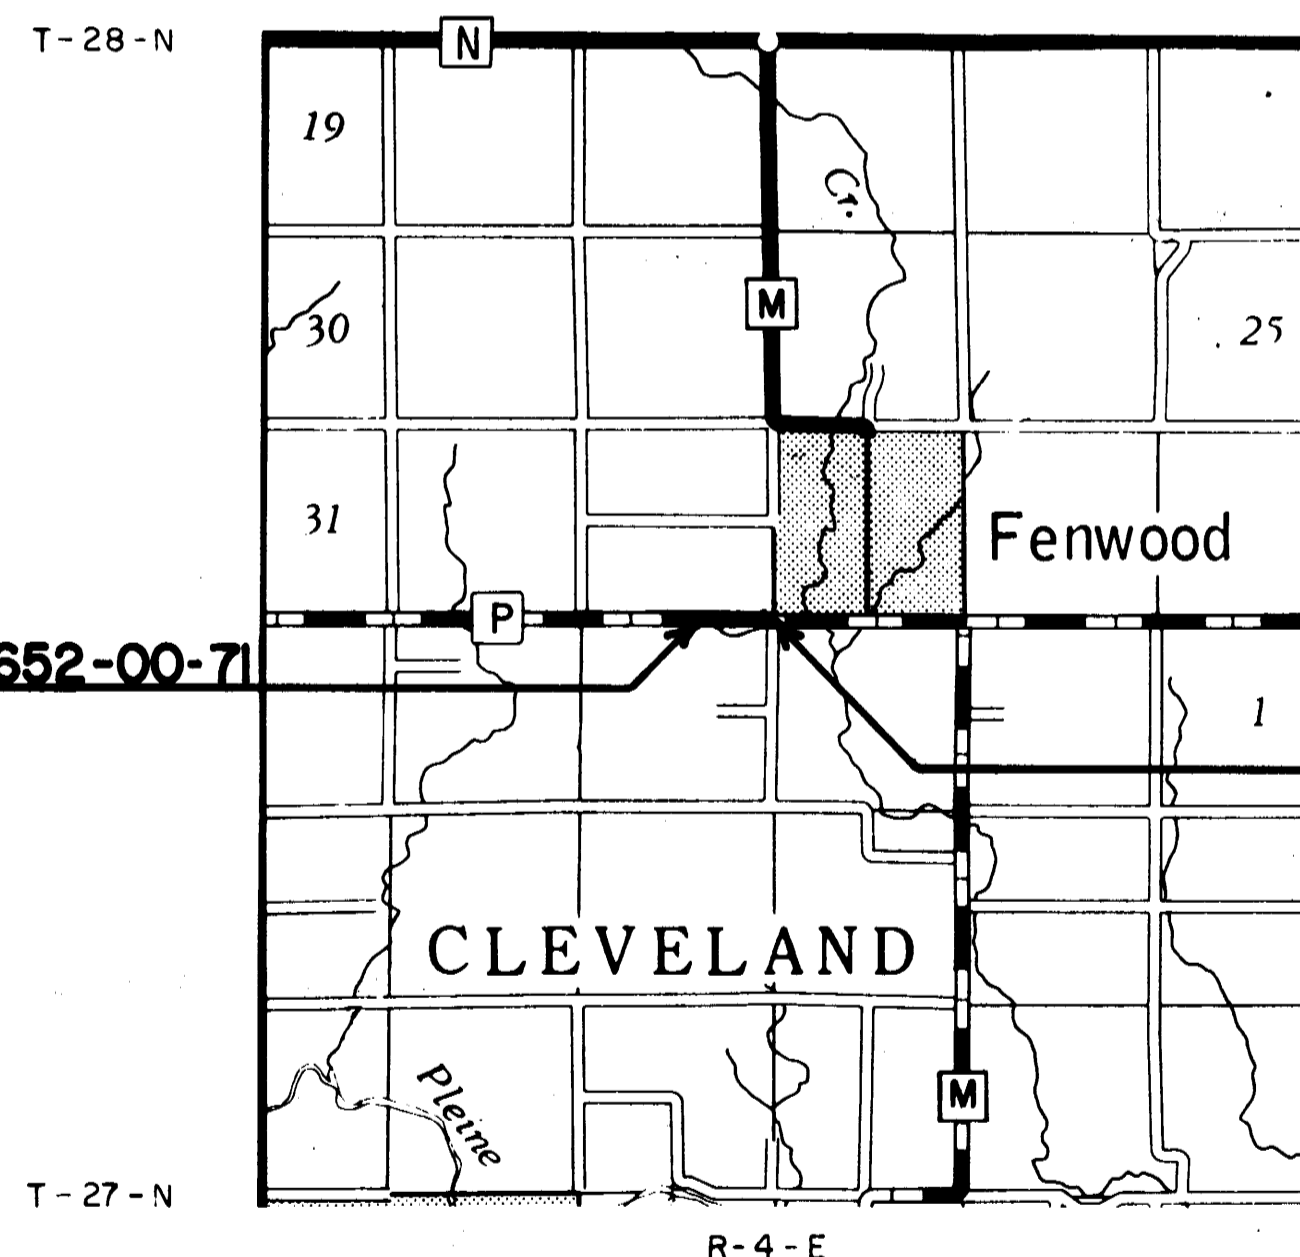 T-28-N
N
19
Cr.
M
30
25
31
Fenwood
P
652-00-71
1
CLEVELAND
M
Pleine
T-27-N
R-4-E